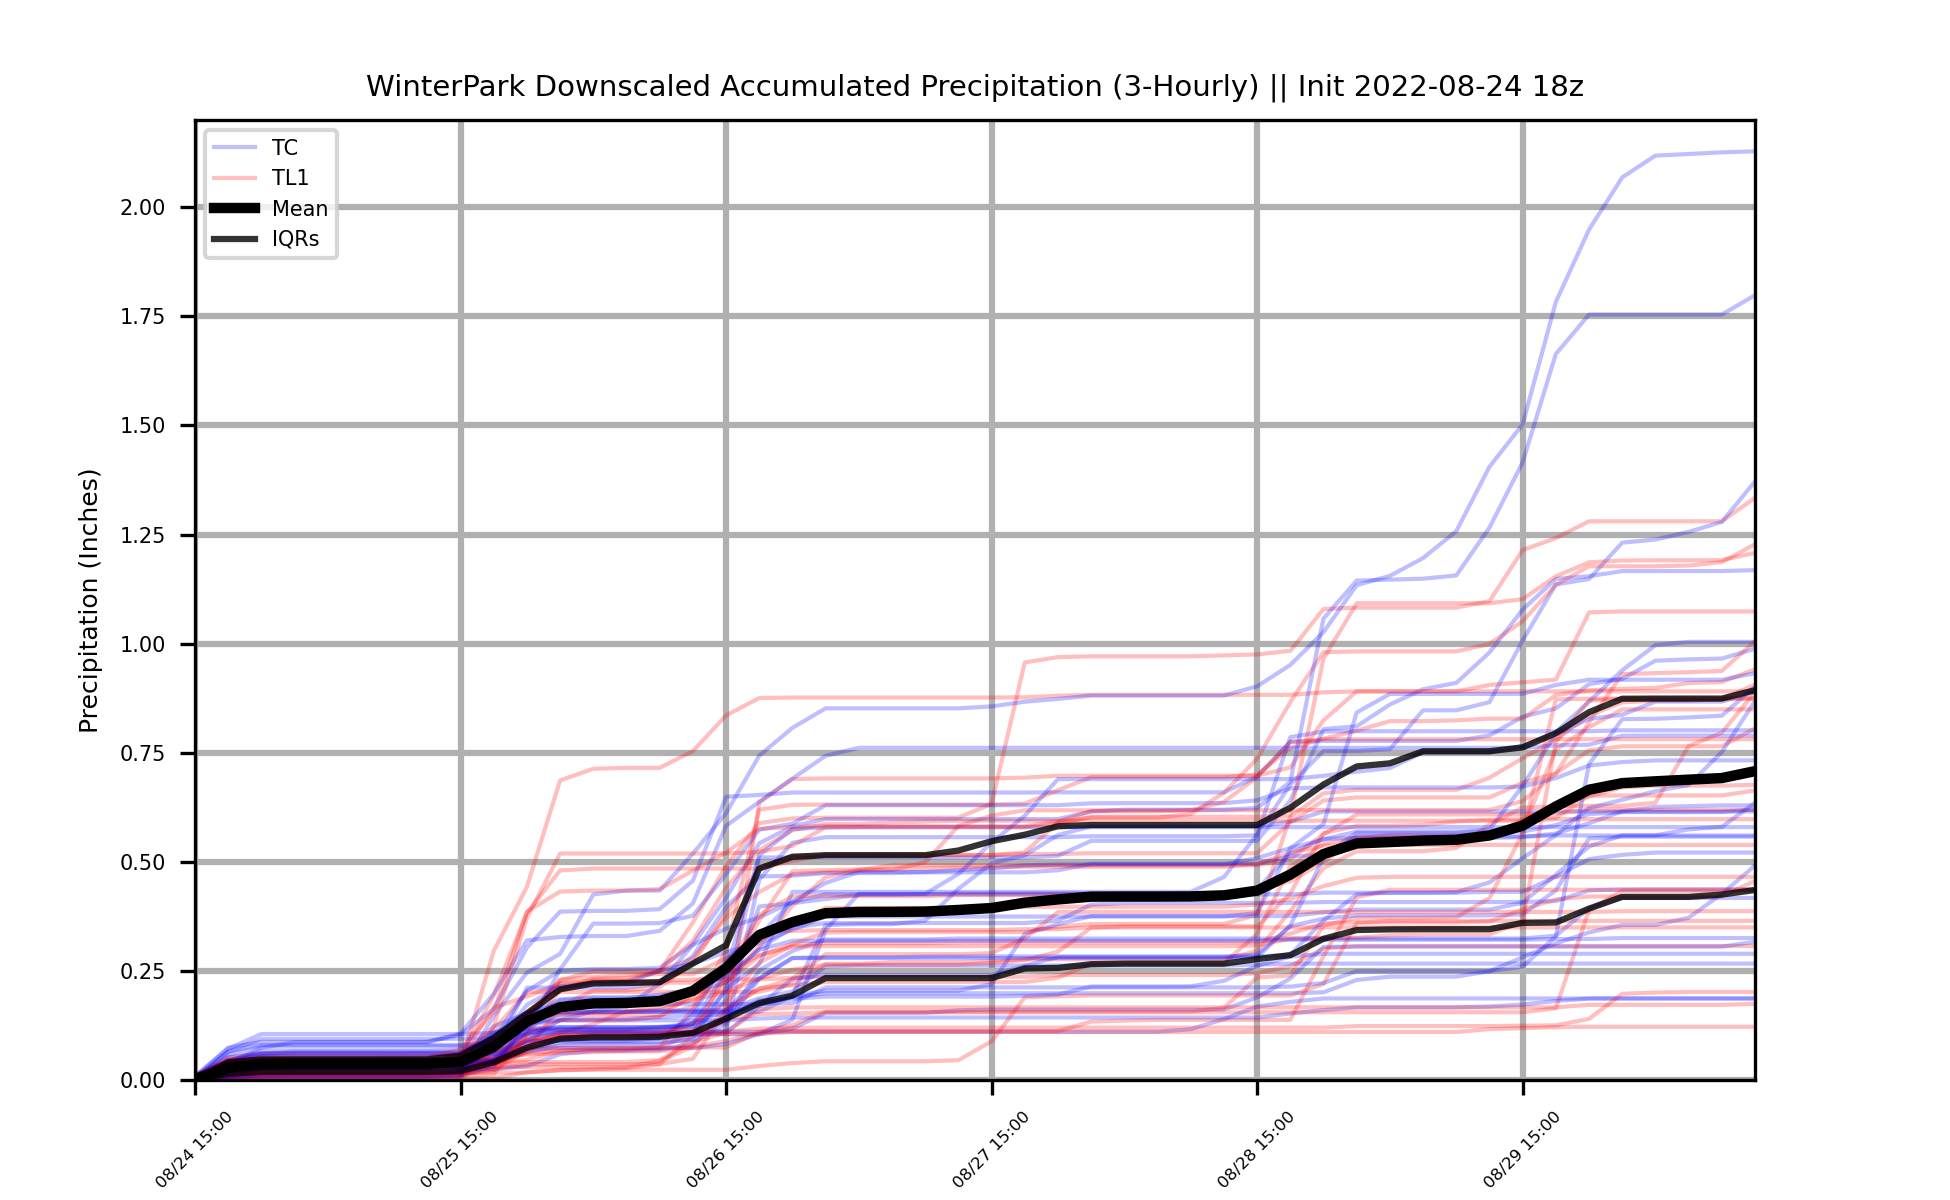 WinterPark Downscaled Accumulated Precipitation (3-Hourly) || Init 2022-08-24 18z
TC
TL1
Mean
IQRs
Precipitation (Inches)
2.00
1.75
1.50
1.25
1.00
0.75
0.50
0.25
0.00
08/24 15:00
08/25 15:00
08/26 15:00
08/27 15:00
08/28 15:00
08/29 15:00